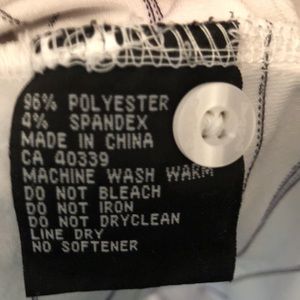 96% POLYESTER
4% SPANDEX
MADE IN CHINA
CA 40339
MACHINE WASH WARM
DO NOT BLEACH
DO NOT IRON
DO NOT DRYCLEAN
LINE DRY
NO SOFTENER